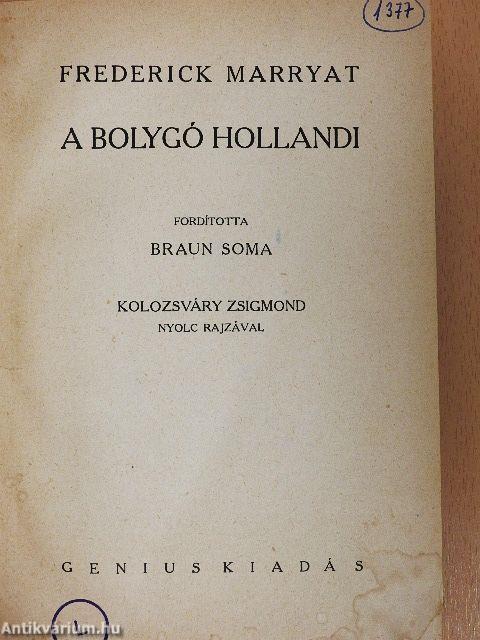 1377
FREDERICK MARRYAT
A BOLYGÓ HOLLANDI
FORDÍTOTTA
BRAUN SOMA
KOLOZSVÁRY ZSIGMOND
NYOLC RAJZÁVAL
GENIUS KIADÁS
Antikvarium.hu